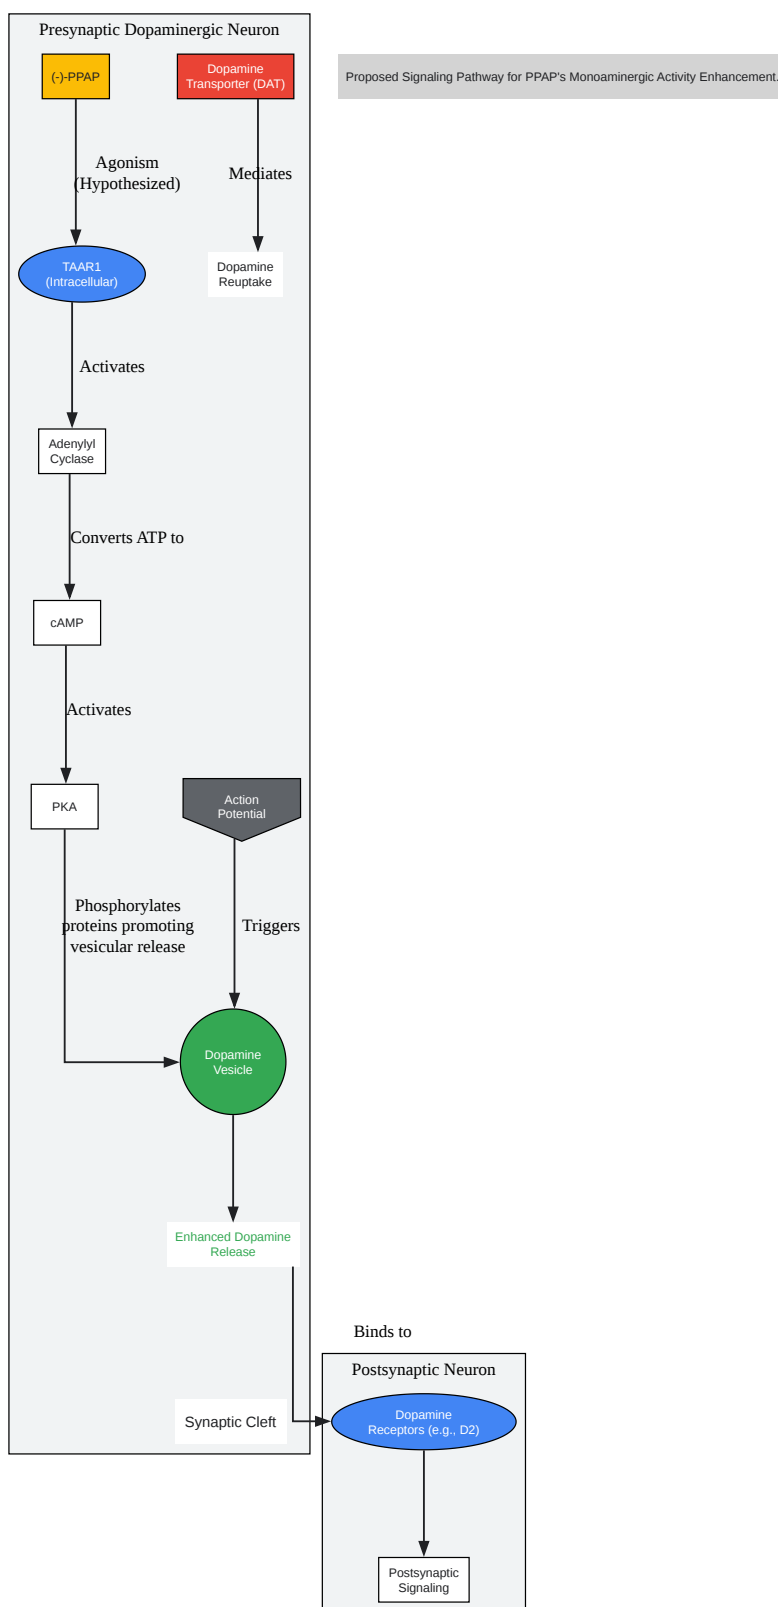 Presynaptic Dopaminergic Neuron
(-)-PPAP
Dopamine
Transporter (DAT)
Proposed Signaling Pathway for PPAP's Monoaminergic Activity Enhancement.
Agonism
(Hypothesized)
Mediates
TAAR1
(Intracellular)
Dopamine
Reuptake
Activates
Adenylyl
Cyclase
Converts ATP to
cAMP
Activates
PKA
Action
Potential
Phosphorylates
proteins promoting
vesicular release
Triggers
Dopamine
Vesicle
Enhanced Dopamine
Release
Binds to
Postsynaptic Neuron
Synaptic Cleft
Dopamine
Receptors (e.g., D2)
Postsynaptic
Signaling